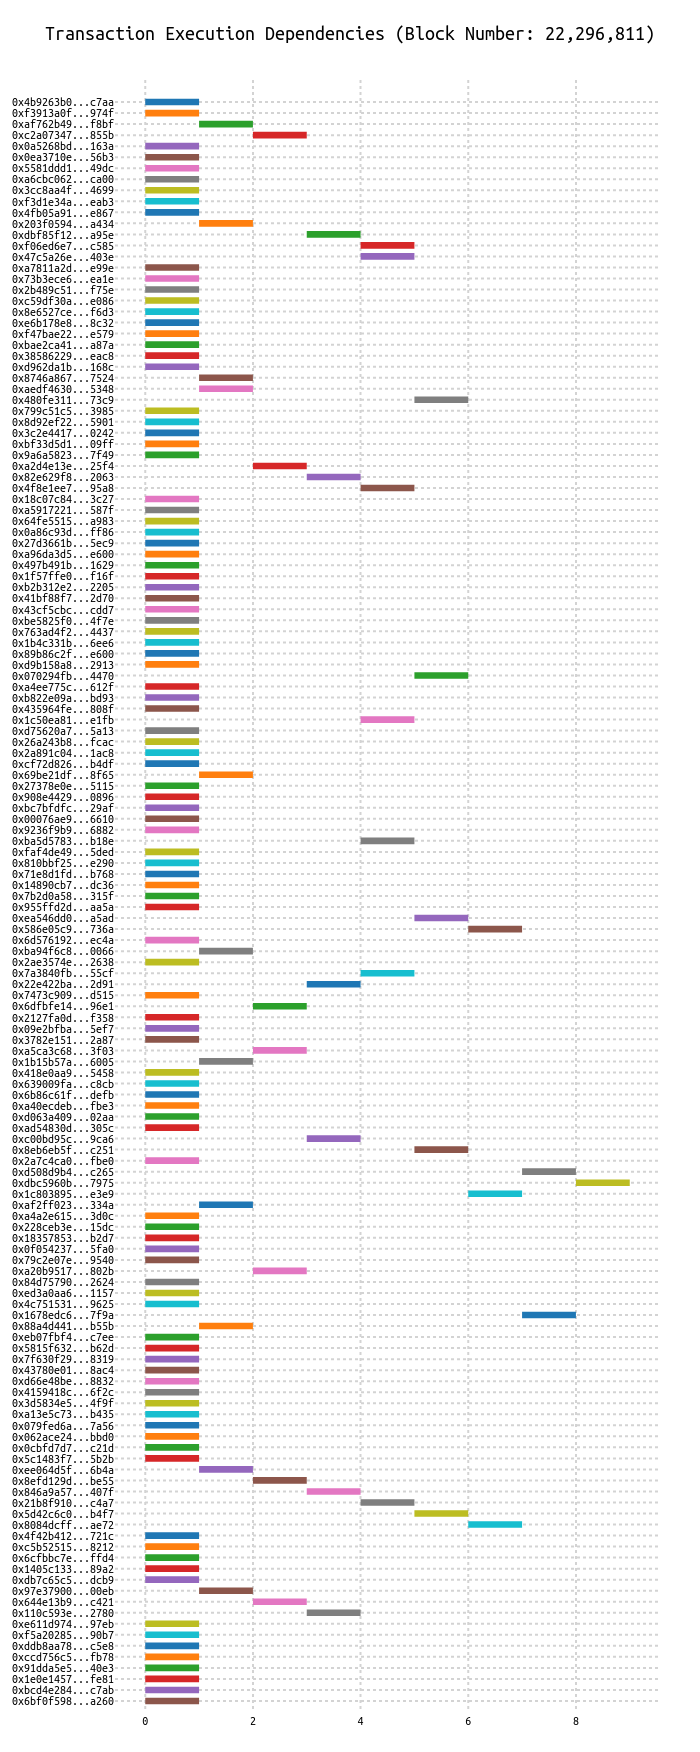 Transaction Execution Dependencies (Block Number: 22,296,811)
0x4b9263b0...c7aa
0xf3913a0f...974f
0xaf762b49...f8bf
0xc2a07347...855b
0x0a5268bd...163a
0x0ea3710e...56b3
0x5581ddd1...49dc
0xa6cbc062...ca00
0x3cc8aa4f...4699
0xf3d1e34a...eab3
0x4fb05a91...e867
0x203f0594...a434
0xdbf85f12...a95e
0xf06ed6e7...c585
0x47c5a26e...403e
0xa7811a2d...e99e
0x73b3ece6...ea1e
0x2b489c51...f75e
0xc59df30a...e086
0x8e6527ce...f6d3
0xe6b178e8...8c32
0xf47bae22...e579
0xbae2ca41...a87a
0x38586229...eac8
0xd962da1b...168c
0x8746a867...7524
0xaedf4630...5348
0x480fe311...73c9
0x799c51c5...3985
0x8d92ef22...5901
0x3c2e4417...0242
0xbf33d5d1...09ff
0x9a6a5823...7f49
0xa2d4e13e...25f4
0x82e629f8...2063
0x4f8e1ee7...95a8
0x18c07c84...3c27
0xa5917221...587f
0x64fe5515...a983
0x0a86c93d...ff86
0x27d3661b...5ec9
0xa96da3d5...e600
0x497b491b...1629
0x1f57ffe0...f16f
0xb2b312e2...2205
0x41bf88f7...2d70
0x43cf5cbc...cdd7
0xbe5825f0...4f7e
0x763ad4f2...4437
0x1b4c331b...6ee6
0x89b86c2f...e600
0xd9b158a8...2913
0x070294fb...4470
0xa4ee775c...612f
0xb822e09a...bd93
0x435964fe...808f
0x1c50ea81...e1fb
0xd75620a7...5a13
0x26a243b8...fcac
0x2a891c04...1ac8
0xcf72d826...b4df
0x69be21df...8f65
0x27378e0e...5115
0x908e4429...0896
0xbc7bfdfc...29af
0x00076ae9...6610
0x9236f9b9...6882
0xba5d5783...b18e
0xfaf4de49...5ded
0x810bbf25...e290
0x71e8d1fd...b768
0x14890cb7...dc36
0x7b2d0a58...315f
0x955ffd2d...aa5a
0xea546dd0...a5ad
0x586e05c9...736a
0x6d576192...ec4a
0xba94f6c8...0066
0x2ae3574e...2638
0x7a3840fb...55cf
0x22e422ba...2d91
0x7473c909...d515
0x6dfbfe14...96e1
0x2127fa0d...f358
0x09e2bfba...5ef7
0x3782e151...2a87
0xa5ca3c68...3f03
0x1b15b57a...6005
0x418e0aa9...5458
0x639009fa...c8cb
0x6b86c61f...defb
0xa40ecdeb...fbe3
0xd063a409...02aa
0xad54830d...305c
0xc00bd95c...9ca6
0x8eb6eb5f...c251
0x2a7c4ca0...fbe0
0xd508d9b4...c265
0xdbc5960b...7975
0x1c803895...e3e9
0xaf2ff023...334a
0xa4a2e615...3d0c
0x228ceb3e...15dc
0x18357853...b2d7
0x0f054237...5fa0
0x79c2e07e...9540
0xa20b9517...802b
0x84d75790...2624
0xed3a0aa6...1157
0x4c751531...9625
0x1678edc6...7f9a
0x88a4d441...b55b
0xeb07fbf4...c7ee
0x5815f632...b62d
0x7f630f29...8319
0x43780e01...8ac4
0xd66e48be...8832
0x4159418c...6f2c
0x3d5834e5...4f9f
0xa13e5c73...b435
0x079fed6a...7a56
0x062ace24...bbd0
0x0cbfd7d7...c21d
0x5c1483f7...5b2b
0xee064d5f...6b4a
0x8efd129d...be55
0x846a9a57...407f
0x21b8f910...c4a7
0x5d42c6c0...b4f7
0x8084dcff...ae72
0x4f42b412...721c
0xc5b52515...8212
0x6cfbbc7e...ffd4
0x1405c133...89a2
0xdb7c65c5...dcb9
0x97e37900...00eb
0x644e13b9...c421
0x110c593e...2780
0xe611d974...97eb
0xf5a20285...90b7
0xddb8aa78...c5e8
0xccd756c5...fb78
0x91dda5e5...40e3
0x1e0e1457...fe81
0xbcd4e284...c7ab
0x6bf0f598...a260
0 2 4 6 8